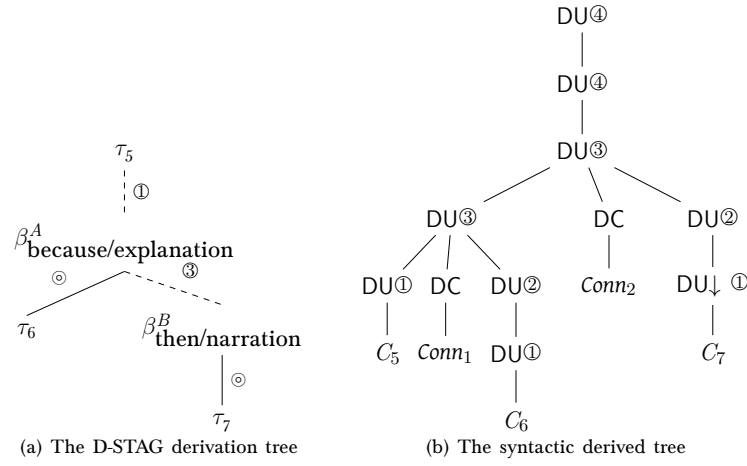 DU④
DU④
DU③
τ5
①
β^A because/explanation
◎ ③
τ6
β^B then/narration
◎
τ7
DU③ DC DU②
DU① DC DU② Conn2 DU↓ ①
C5 Conn1 DU① C7
C6
(a) The D-STAG derivation tree
(b) The syntactic derived tree